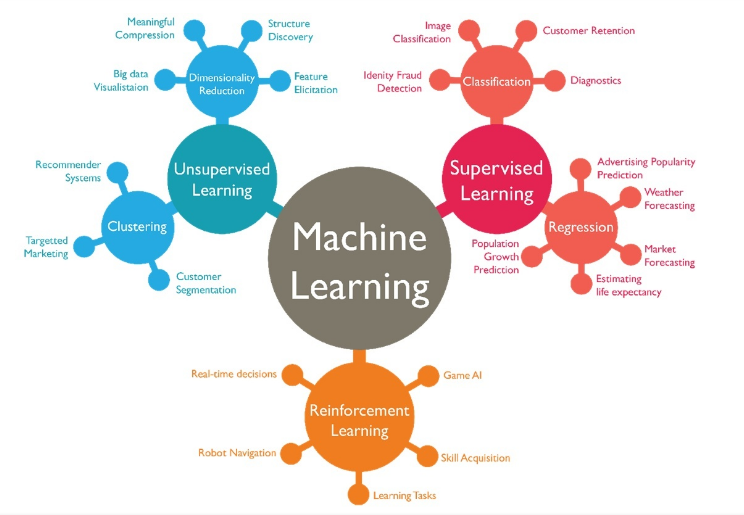 Meaningful
Compression
Structure
Discovery
Big data
Visualistaion
Dimensionality
Reduction
Feature
Elicitation
Unsupervised
Learning
Recommender
Systems
Clustering
Targetted
Marketing
Customer
Segmentation
Image
Classification
Customer Retention
Idenity Fraud
Detection
Classification
Diagnostics
Supervised
Learning
Advertising Popularity
Prediction
Weather
Forecasting
Regression
Population
Growth
Prediction
Market
Forecasting
Estimating
life expectancy
Machine
Learning
Real-time decisions
Game AI
Reinforcement
Learning
Robot Navigation
Skill Acquisition
Learning Tasks